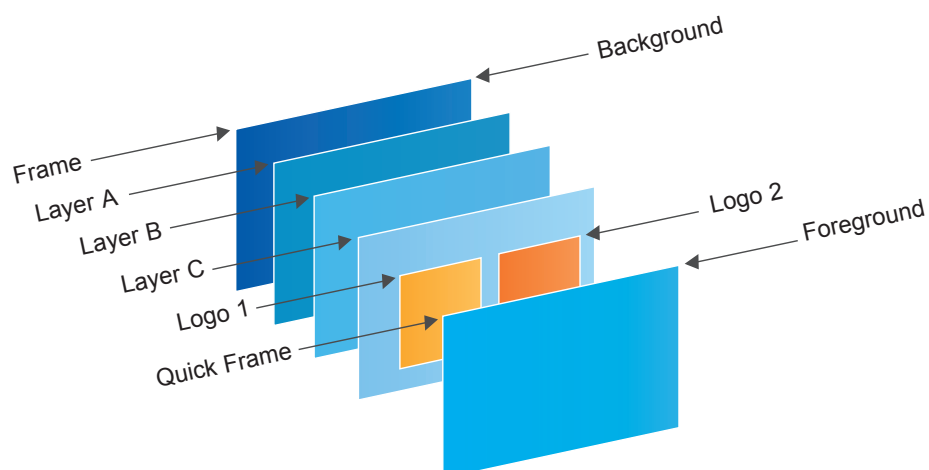 Background
Frame
Layer A
Layer B
Layer C
Logo 1
Quick Frame
Logo 2
Foreground